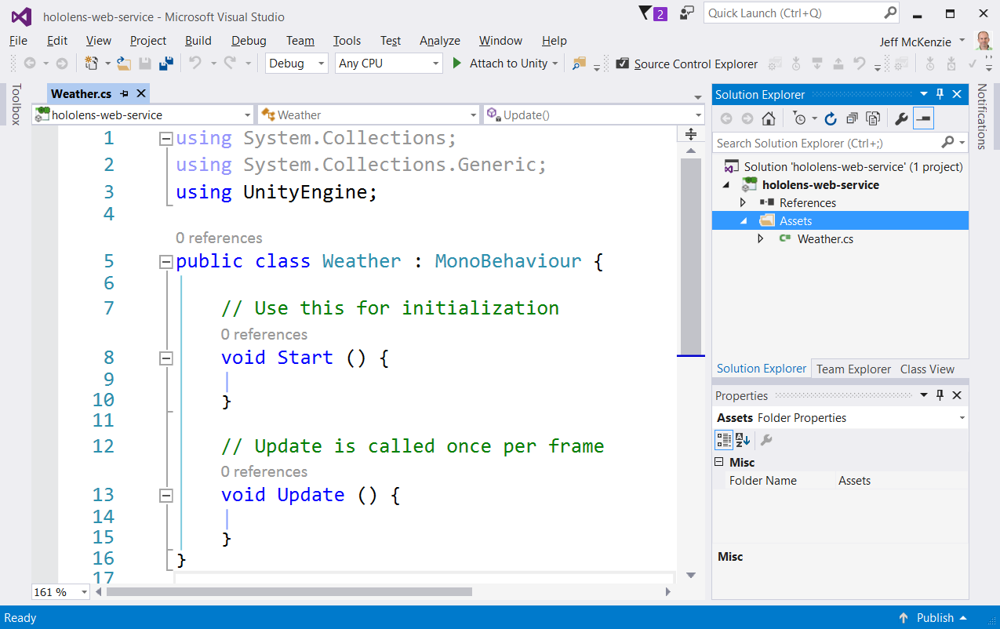 hololens-web-service - Microsoft Visual Studio
2
Quick Launch (Ctrl+Q)
File Edit View Project Build Debug Team Tools Test Analyze Window Help
Jeff McKenzie
Debug Any CPU Attach to Unity Source Control Explorer
Toolbox
Weather.cs
hololens-web-service Weather Update()
1 using System.Collections;
2 using System.Collections.Generic;
3 using UnityEngine;
4
0 references
5 public class Weather : MonoBehaviour {
6
7 // Use this for initialization
0 references
8 void Start () {
9
10 }
11
12 // Update is called once per frame
0 references
13 void Update () {
14
15 }
16 }
17
161 %
Solution Explorer
Search Solution Explorer (Ctrl+;)
Solution 'hololens-web-service' (1 project)
hololens-web-service
References
Assets
C# Weather.cs
Solution Explorer Team Explorer Class View
Properties
Assets Folder Properties
Misc
Folder Name Assets
Misc
Notifications
Ready
Publish